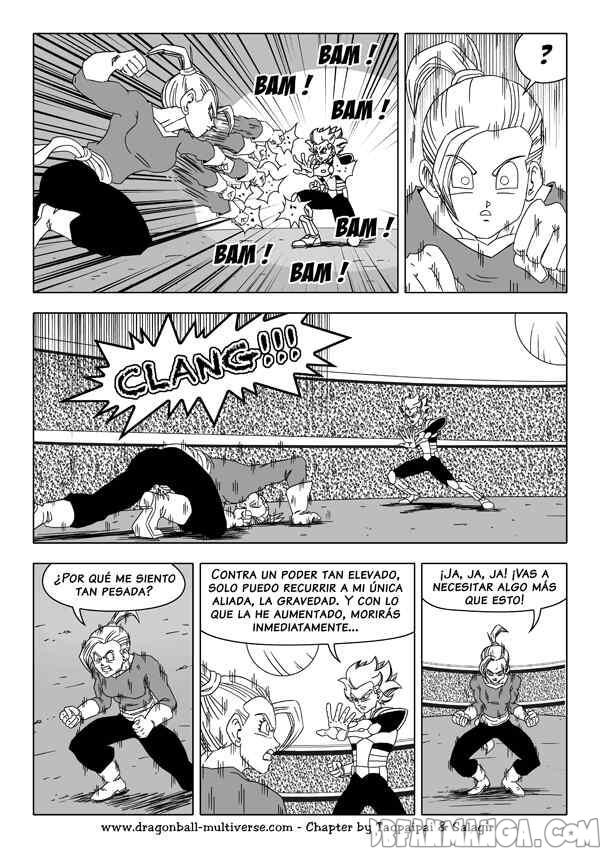 BAM !
BAM !
BAM !
BAM !
BAM !
BAM !
?
CLANG!!!
¿POR QUÉ ME SIENTO
TAN PESADA?
CONTRA UN PODER TAN ELEVADO,
SOLO PUEDO RECURRIR A MI ÚNICA
ALIADA, LA GRAVEDAD. Y CON LO
QUE LA HE AUMENTADO, MORIRÁS
INMEDIATAMENTE...
¡JA, JA, JA! ¡VAS A
NECESITAR ALGO MÁS
QUE ESTO!
www.dragonball-multiverse.com - Chapter by Taqpaipai & Salagir
DBFANMANGA.COM